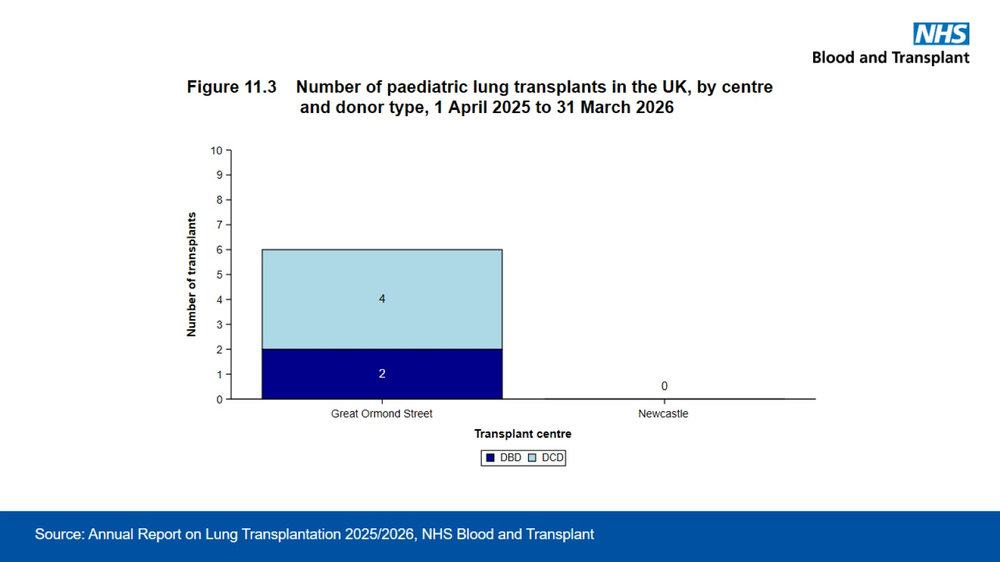 NHS
Blood and Transplant
Figure 11.3 Number of paediatric lung transplants in the UK, by centre
and donor type, 1 April 2025 to 31 March 2026
10
9
8
7
6
5
4
3
2
1
0
Number of transplants
4
2
0
Great Ormond Street
Newcastle
Transplant centre
DBD DCD
Source: Annual Report on Lung Transplantation 2025/2026, NHS Blood and Transplant